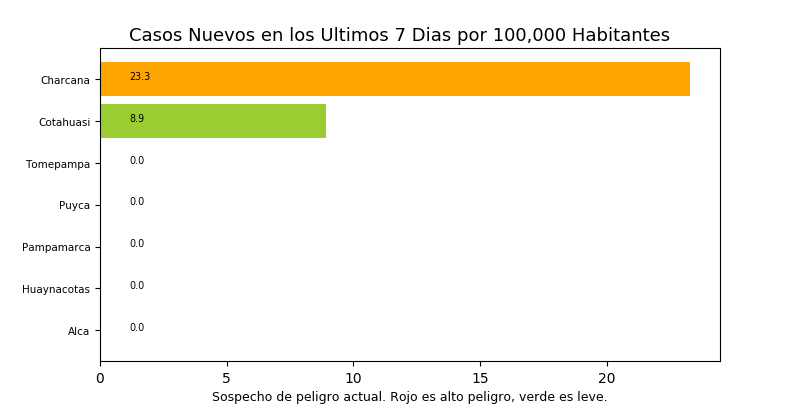 Casos Nuevos en los Ultimos 7 Dias por 100,000 Habitantes
Charcana 23.3
Cotahuasi 8.9
Tomepampa 0.0
Puyca 0.0
Pampamarca 0.0
Huaynacotas 0.0
Alca 0.0
0 5 10 15 20
Sospecho de peligro actual. Rojo es alto peligro, verde es leve.